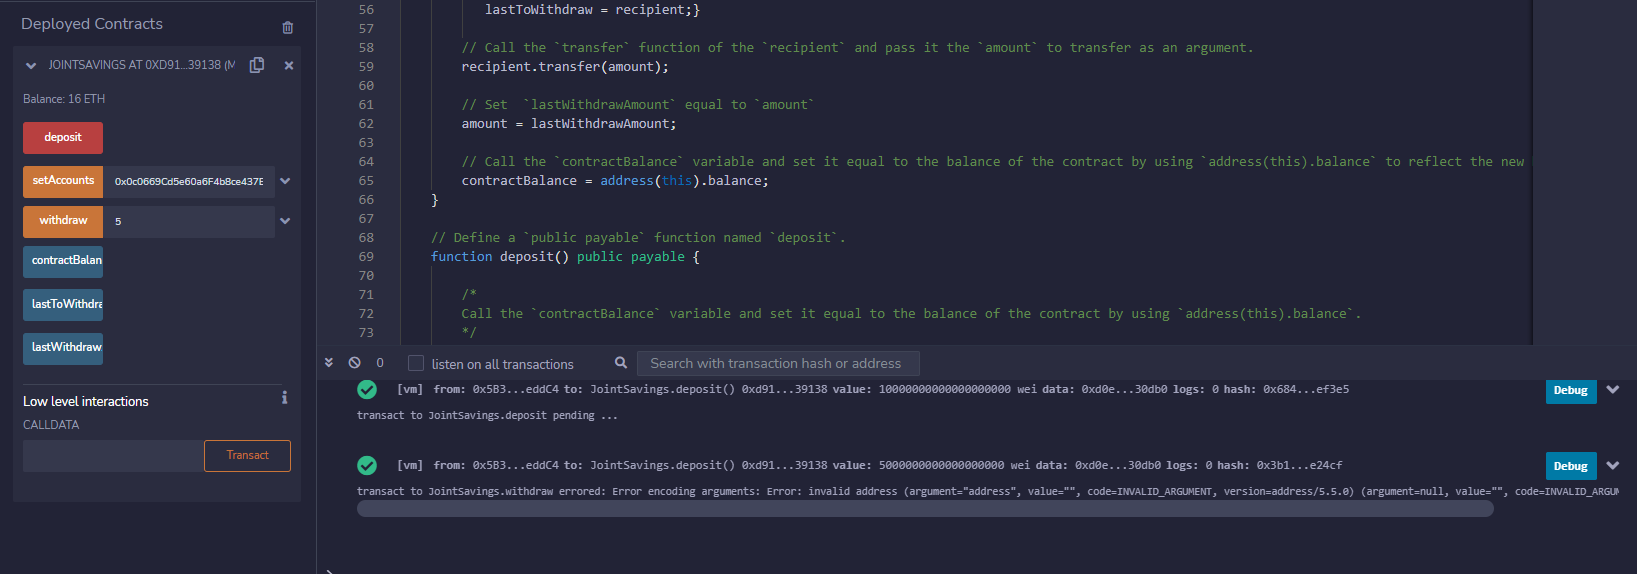 Deployed Contracts
JOINTSAVINGS AT 0XD91...39138 (M
Balance: 16 ETH
deposit
setAccounts 0x0c0669Cd5e60a6F4b8ce437E
withdraw 5
contractBalan
lastToWithdra
lastWithdraw
Low level interactions
CALLDATA
Transact
56 lastToWithdraw = recipient;}
57
58 // Call the `transfer` function of the `recipient` and pass it the `amount` to transfer as an argument.
59 recipient.transfer(amount);
60
61 // Set  `lastWithdrawAmount` equal to `amount`
62 amount = lastWithdrawAmount;
63
64 // Call the `contractBalance` variable and set it equal to the balance of the contract by using `address(this).balance` to reflect the new
65 contractBalance = address(this).balance;
66 }
67
68 // Define a `public payable` function named `deposit`.
69 function deposit() public payable {
70
71 /*
72 Call the `contractBalance` variable and set it equal to the balance of the contract by using `address(this).balance`.
73 */
0 listen on all transactions Search with transaction hash or address
[vm] from: 0x5B3...eddC4 to: JointSavings.deposit() 0xd91...39138 value: 10000000000000000000 wei data: 0xd0e...30db0 logs: 0 hash: 0x684...ef3e5 Debug
transact to JointSavings.deposit pending ...
[vm] from: 0x5B3...eddC4 to: JointSavings.deposit() 0xd91...39138 value: 5000000000000000000 wei data: 0xd0e...30db0 logs: 0 hash: 0x3b1...e24cf Debug
transact to JointSavings.withdraw errored: Error encoding arguments: Error: invalid address (argument="address", value="", code=INVALID_ARGUMENT, version=address/5.5.0) (argument=null, value="", code=INVALID_ARGUM